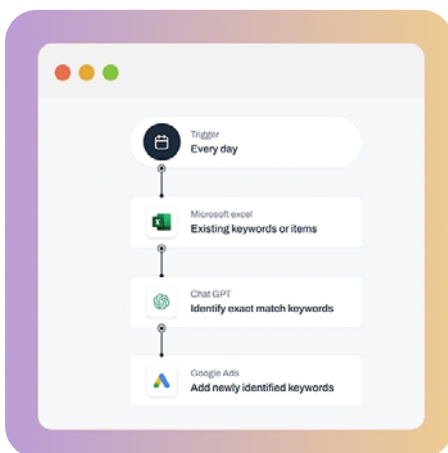 Trigger
Every day
Microsoft excel
Existing keywords or items
Chat GPT
Identify exact match keywords
Google Ads
Add newly identified keywords